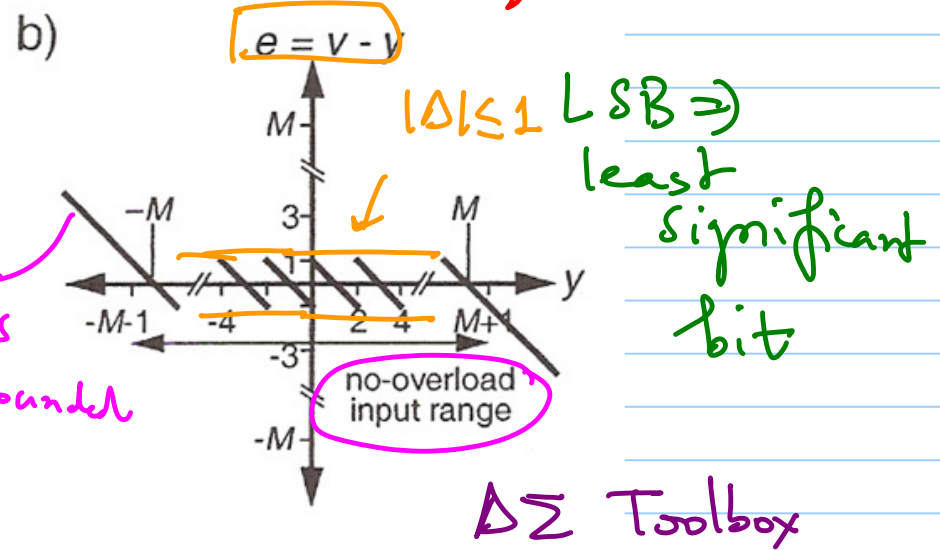 b)
e = v - y
M
|Δ| ≤ 1 LSB ⇒
least
significant
bit
3
-M
M
1
y
-M-1
-4
2
4
M+1
-3
no-overload
input range
-M
ΔΣ Toolbox